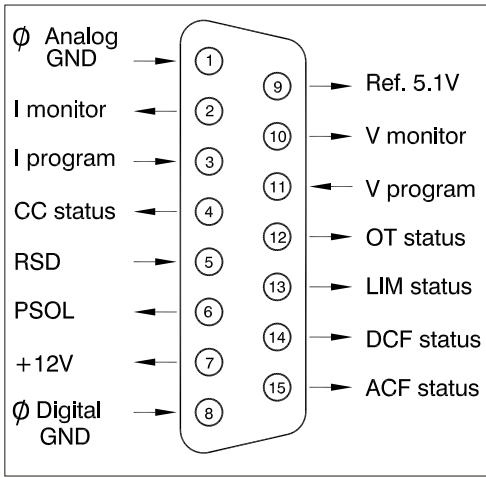 ϕ Analog
GND
1
I monitor
2
I program
3
CC status
4
RSD
5
PSOL
6
+12V
7
ϕ Digital
GND
8
9
Ref. 5.1V
10
V monitor
11
V program
12
OT status
13
LIM status
14
DCF status
15
ACF status